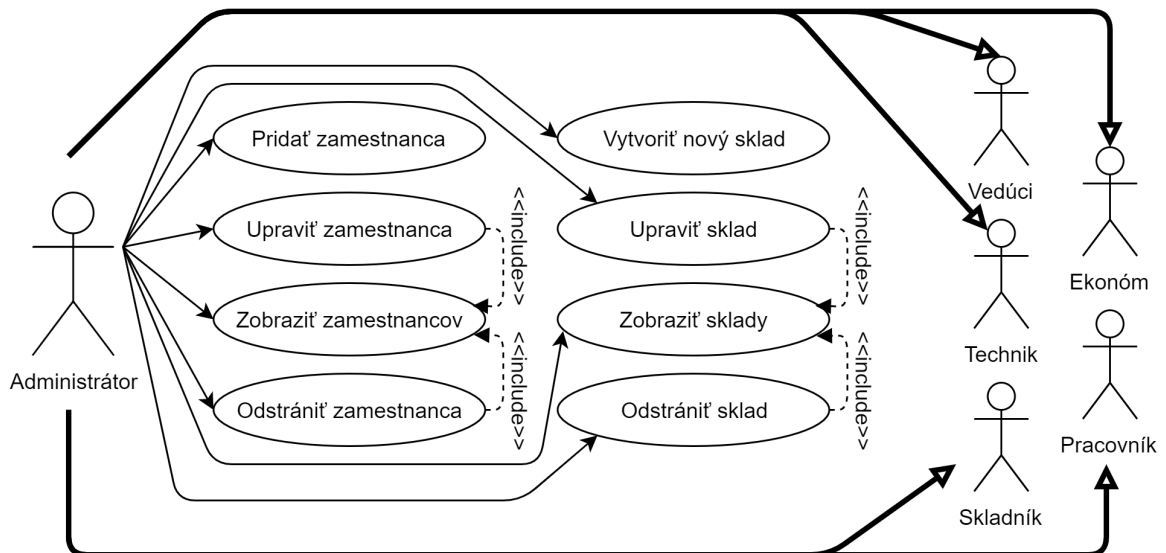 Pridať zamestnanca
Vytvoriť nový sklad
Upraviť zamestnanca
<<include>>
Upraviť sklad
<<include>>
Vedúci
Zobraziť zamestnancov
Zobraziť sklady
Ekonóm
Administrátor
Technik
Odstrániť zamestnanca
<<include>>
Odstrániť sklad
<<include>>
Pracovník
Skladník